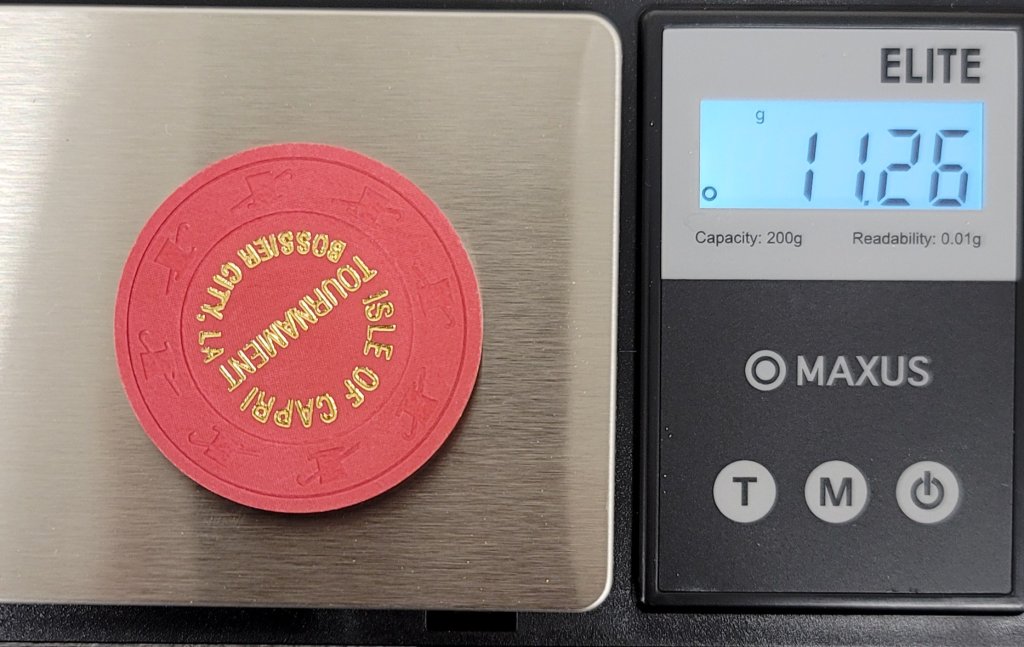 ISLE OF CAPRI
TOURNAMENT
BOSSIER CITY, LA
ELITE
g
11.26
Capacity: 200g
Readability: 0.01g
MAXUS
T
M